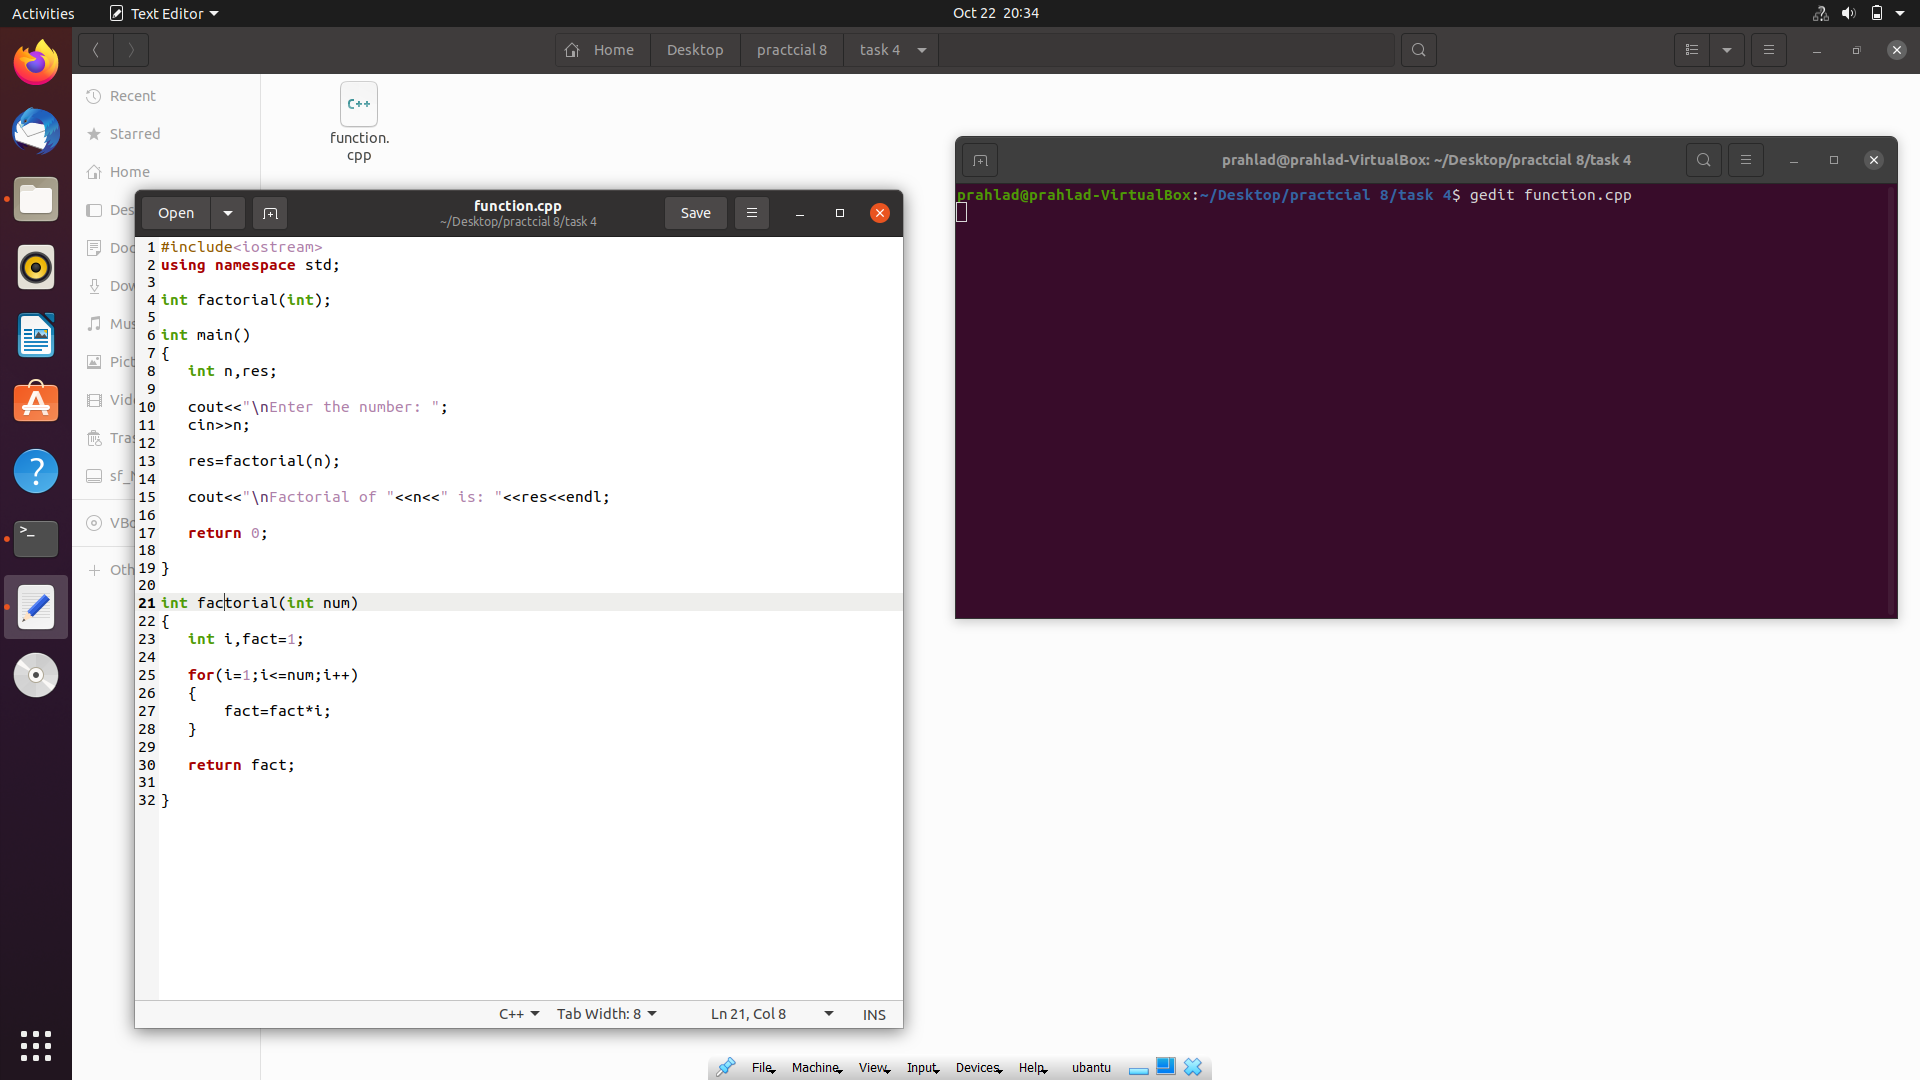 Activities
Text Editor
Oct 22 20:34
Home
Desktop
practcial 8
task 4
Recent
Starred
Home
Des
Doc
Dow
Mus
Pict
Vide
Tras
sf_
VBo
Oth
C++
function.
cpp
Open
function.cpp
~/Desktop/practcial 8/task 4
Save
1 #include<iostream>
2 using namespace std;
3
4 int factorial(int);
5
6 int main()
7 {
8 int n,res;
9
10 cout<<"\nEnter the number: ";
11 cin>>n;
12
13 res=factorial(n);
14
15 cout<<"\nFactorial of "<<n<<" is: "<<res<<endl;
16
17 return 0;
18
19 }
20
21 int factorial(int num)
22 {
23 int i,fact=1;
24
25 for(i=1;i<=num;i++)
26 {
27 fact=fact*i;
28 }
29
30 return fact;
31
32 }
C++
Tab Width: 8
Ln 21, Col 8
INS
prahlad@prahlad-VirtualBox: ~/Desktop/practcial 8/task 4
prahlad@prahlad-VirtualBox:~/Desktop/practcial 8/task 4$ gedit function.cpp
File
Machine
View
Input
Devices
Help
ubuntu